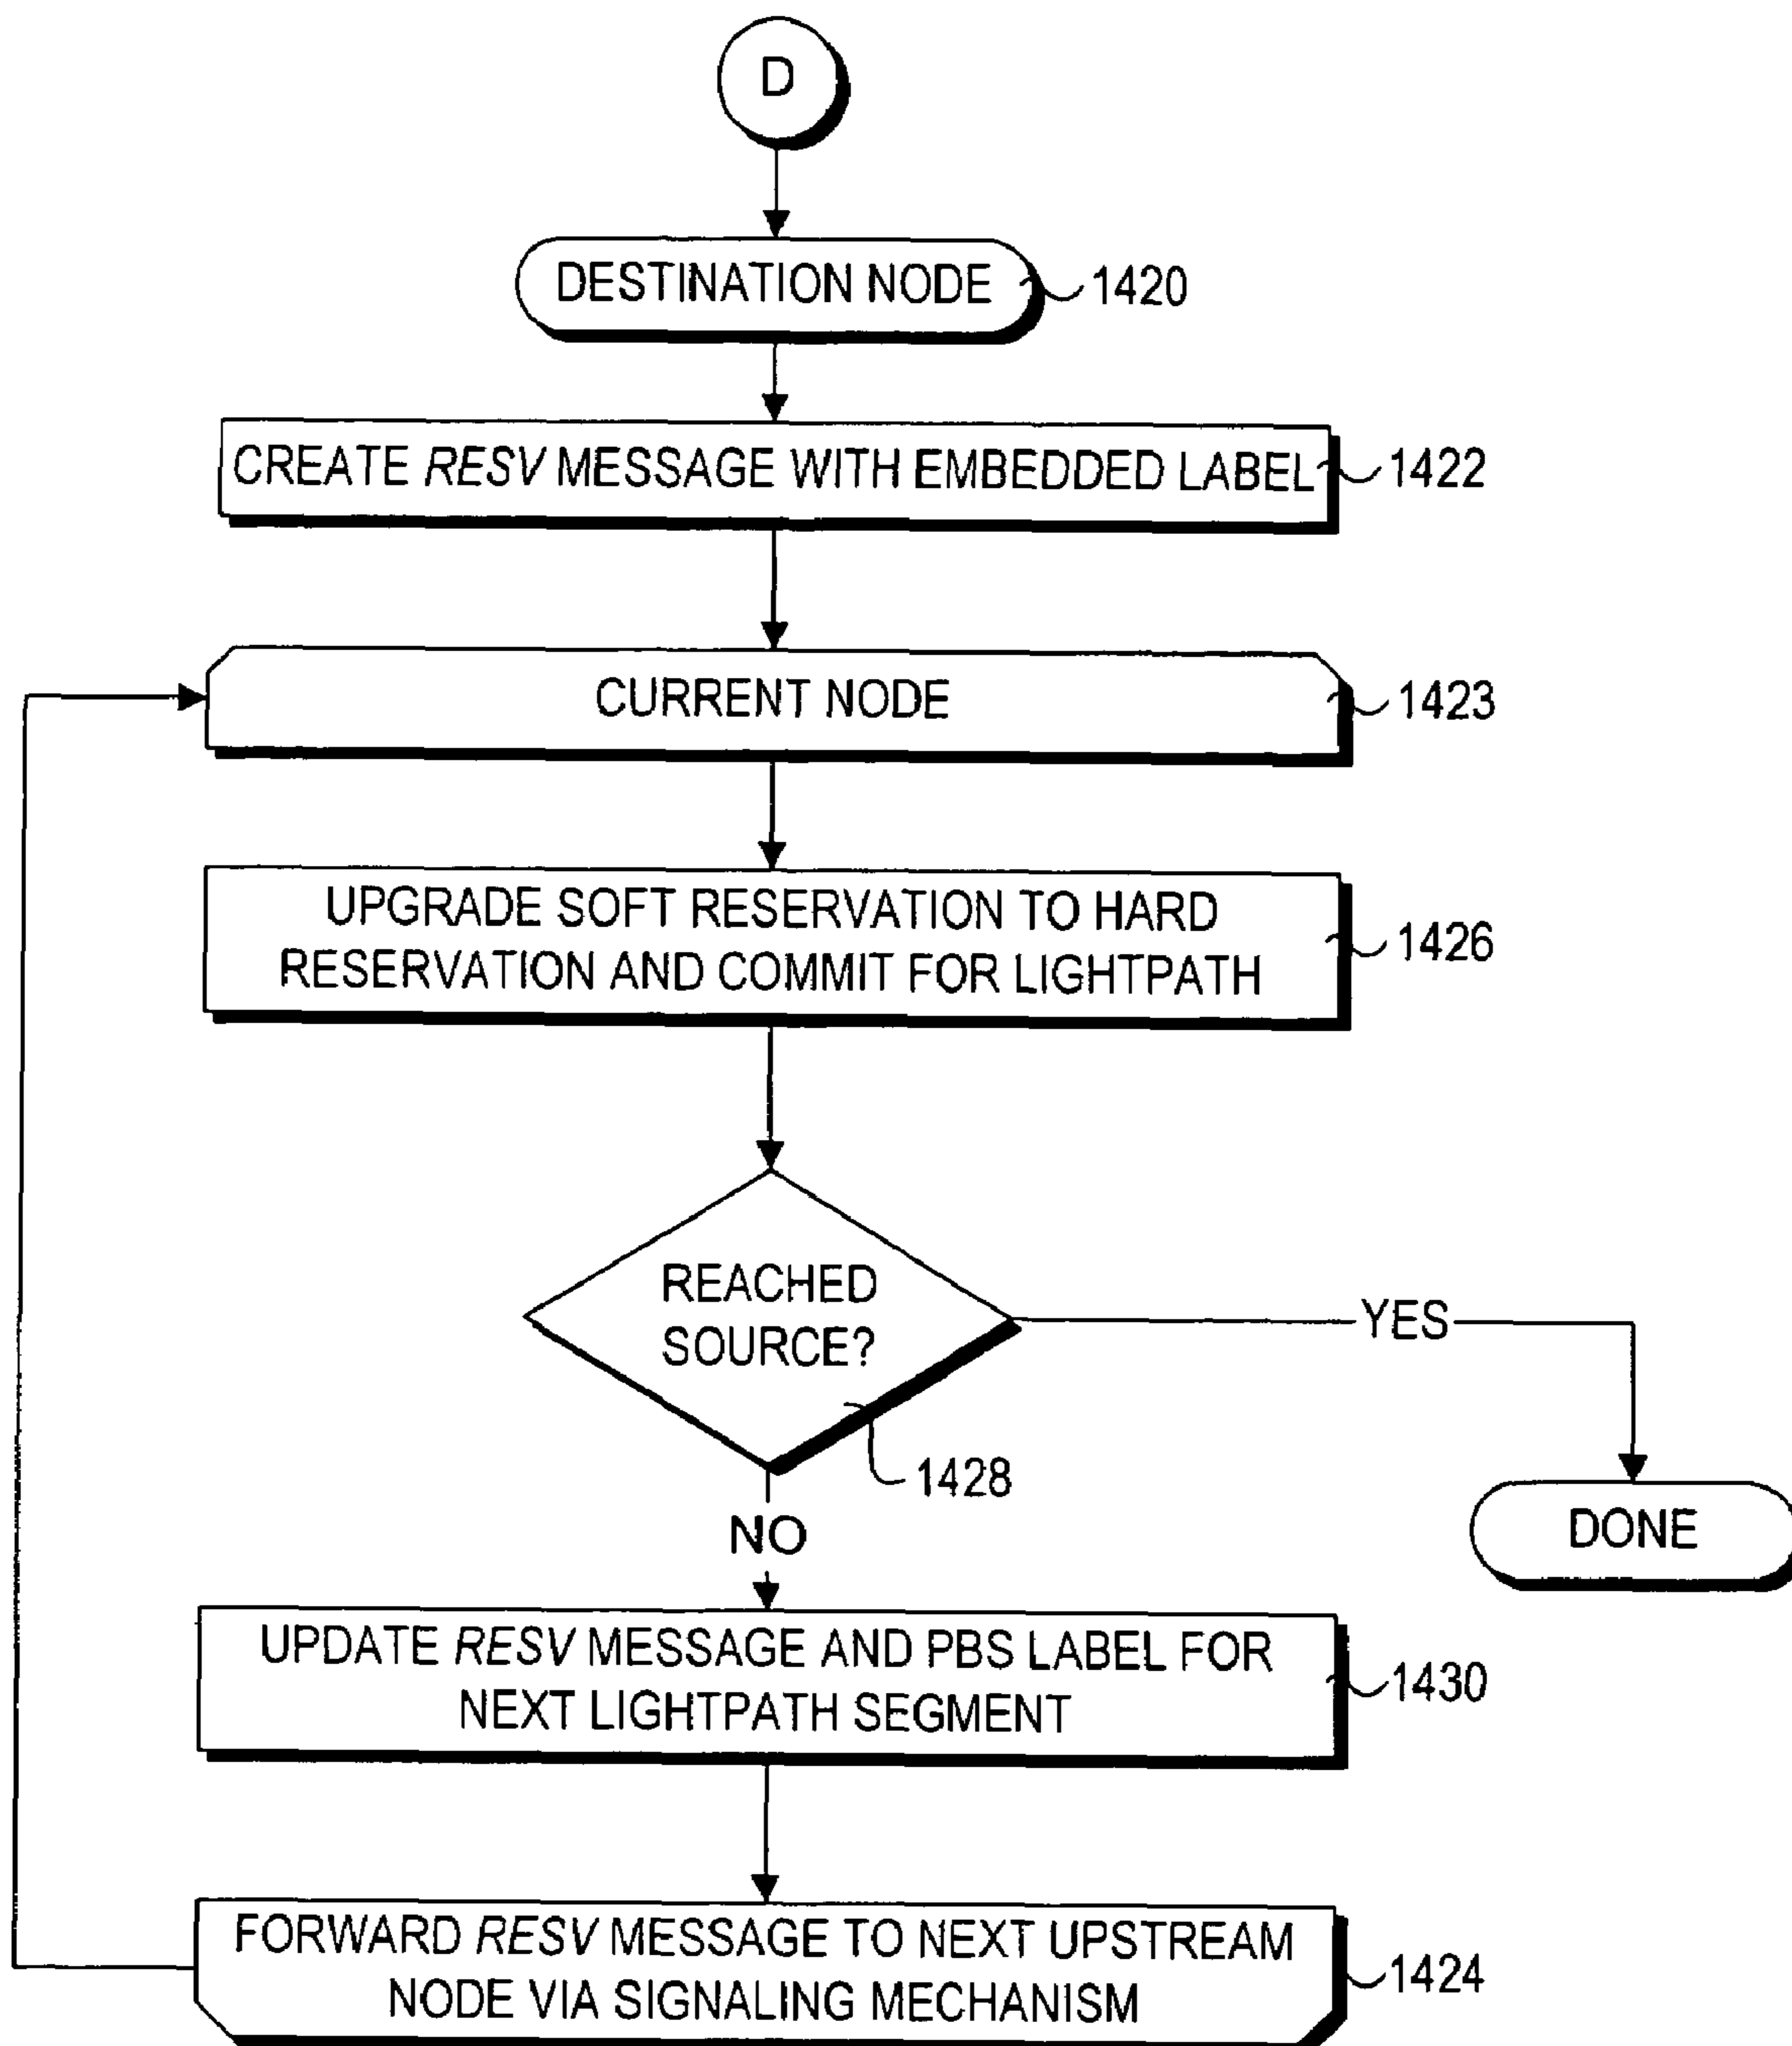 D
DESTINATION NODE
1420
CREATE RESV MESSAGE WITH EMBEDDED LABEL
1422
CURRENT NODE
1423
UPGRADE SOFT RESERVATION TO HARD
RESERVATION AND COMMIT FOR LIGHTPATH
1426
REACHED
SOURCE?
YES
1428
NO
DONE
UPDATE RESV MESSAGE AND PBS LABEL FOR
NEXT LIGHTPATH SEGMENT
1430
FORWARD RESV MESSAGE TO NEXT UPSTREAM
NODE VIA SIGNALING MECHANISM
1424